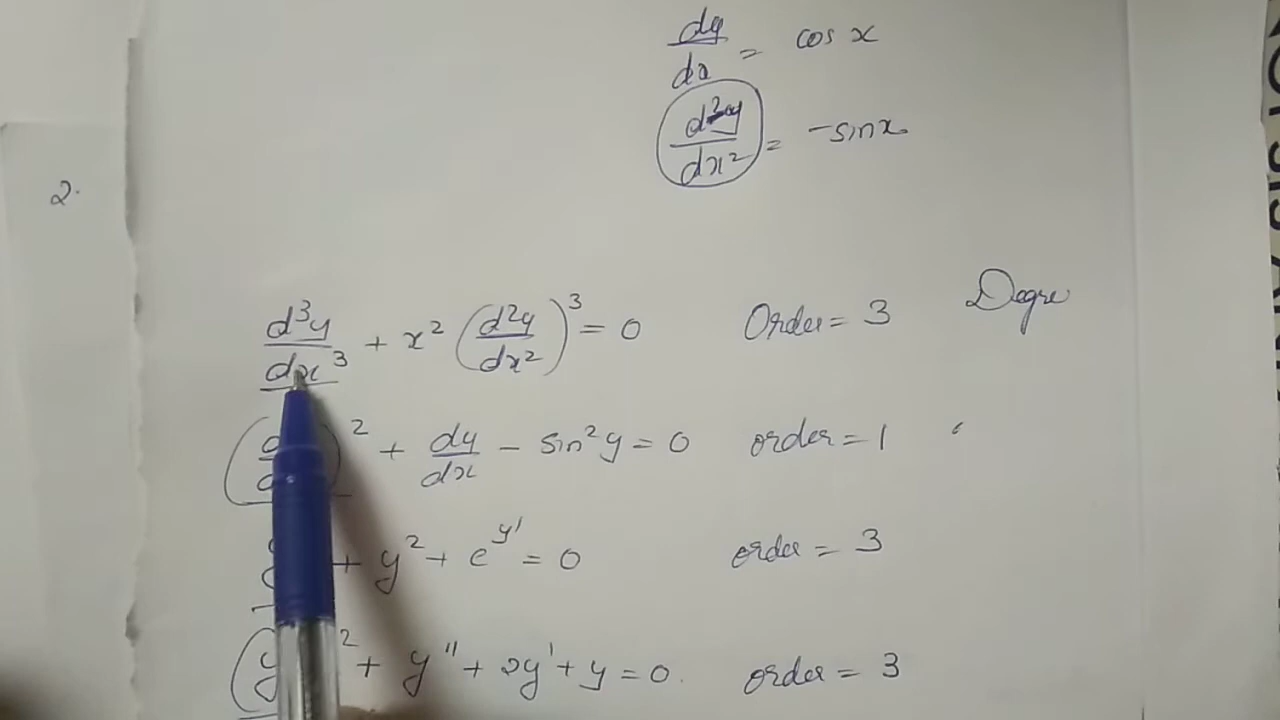 dy/dx = cos x
d²y/dx² = -sinx
2.
d³y/dx³ + x² (d²y/dx²)³ = 0 Order = 3 Degre
( )² + dy/dx - sin²y = 0 order = 1
+ y² + e^y' = 0 order = 3
(y ² + y" + 2y' + y = 0. order = 3